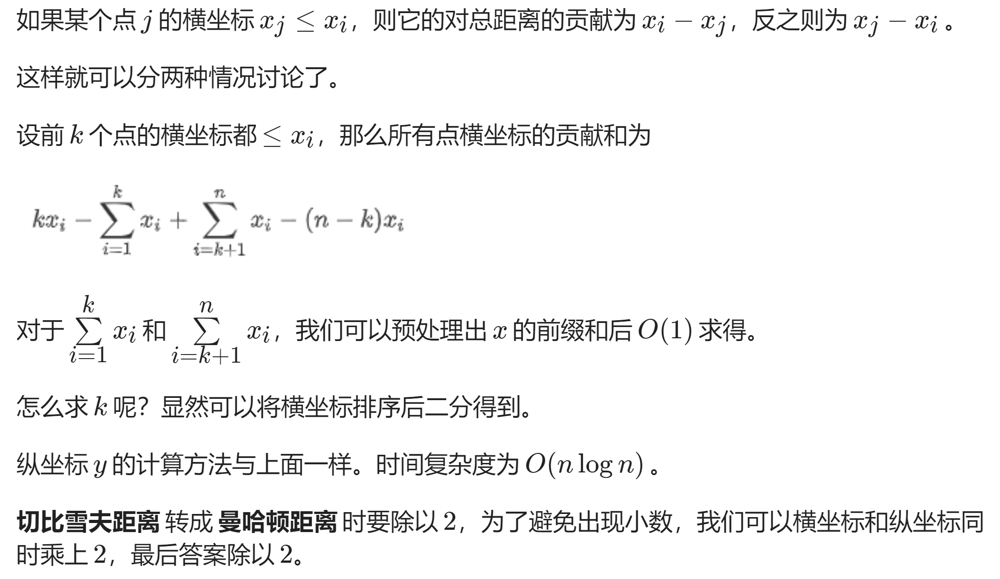 如果某个点 $j$ 的横坐标 $x_j \leq x_i$，则它的对总距离的贡献为 $x_i - x_j$，反之则为 $x_j - x_i$。
这样就可以分两种情况讨论了。
设前 $k$ 个点的横坐标都 $\leq x_i$，那么所有点横坐标的贡献和为
$kx_i - \sum_{i=1}^{k} x_i + \sum_{i=k+1}^{n} x_i - (n-k)x_i$
对于 $\sum_{i=1}^{k} x_i$ 和 $\sum_{i=k+1}^{n} x_i$，我们可以预处理出 $x$ 的前缀和后 $O(1)$ 求得。
怎么求 $k$ 呢？显然可以将横坐标排序后二分得到。
纵坐标 $y$ 的计算方法与上面一样。时间复杂度为 $O(n \log n)$。
切比雪夫距离 转成 曼哈顿距离 时要除以 2，为了避免出现小数，我们可以横坐标和纵坐标同
时乘上 2，最后答案除以 2。